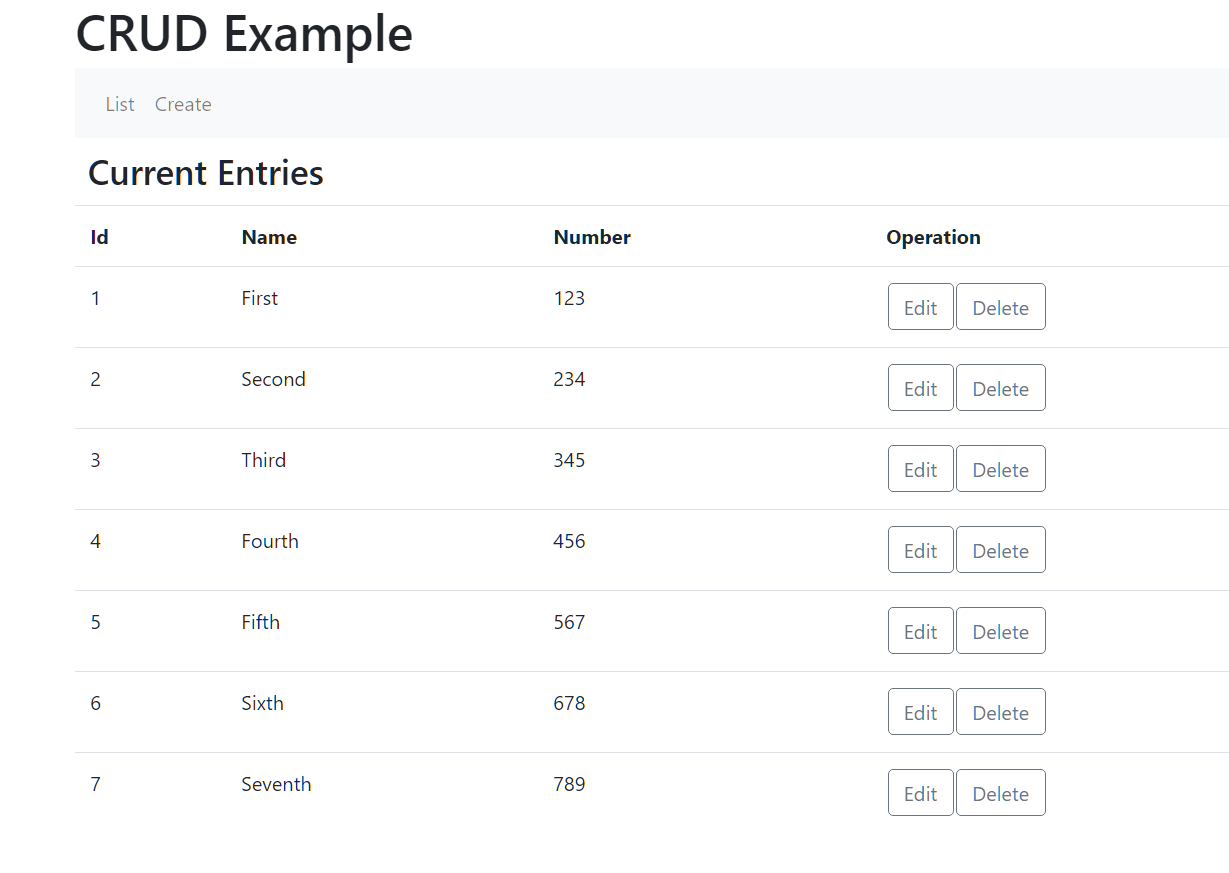 CRUD Example
List Create
Current Entries
Id Name Number Operation
1 First 123 Edit Delete
2 Second 234 Edit Delete
3 Third 345 Edit Delete
4 Fourth 456 Edit Delete
5 Fifth 567 Edit Delete
6 Sixth 678 Edit Delete
7 Seventh 789 Edit Delete